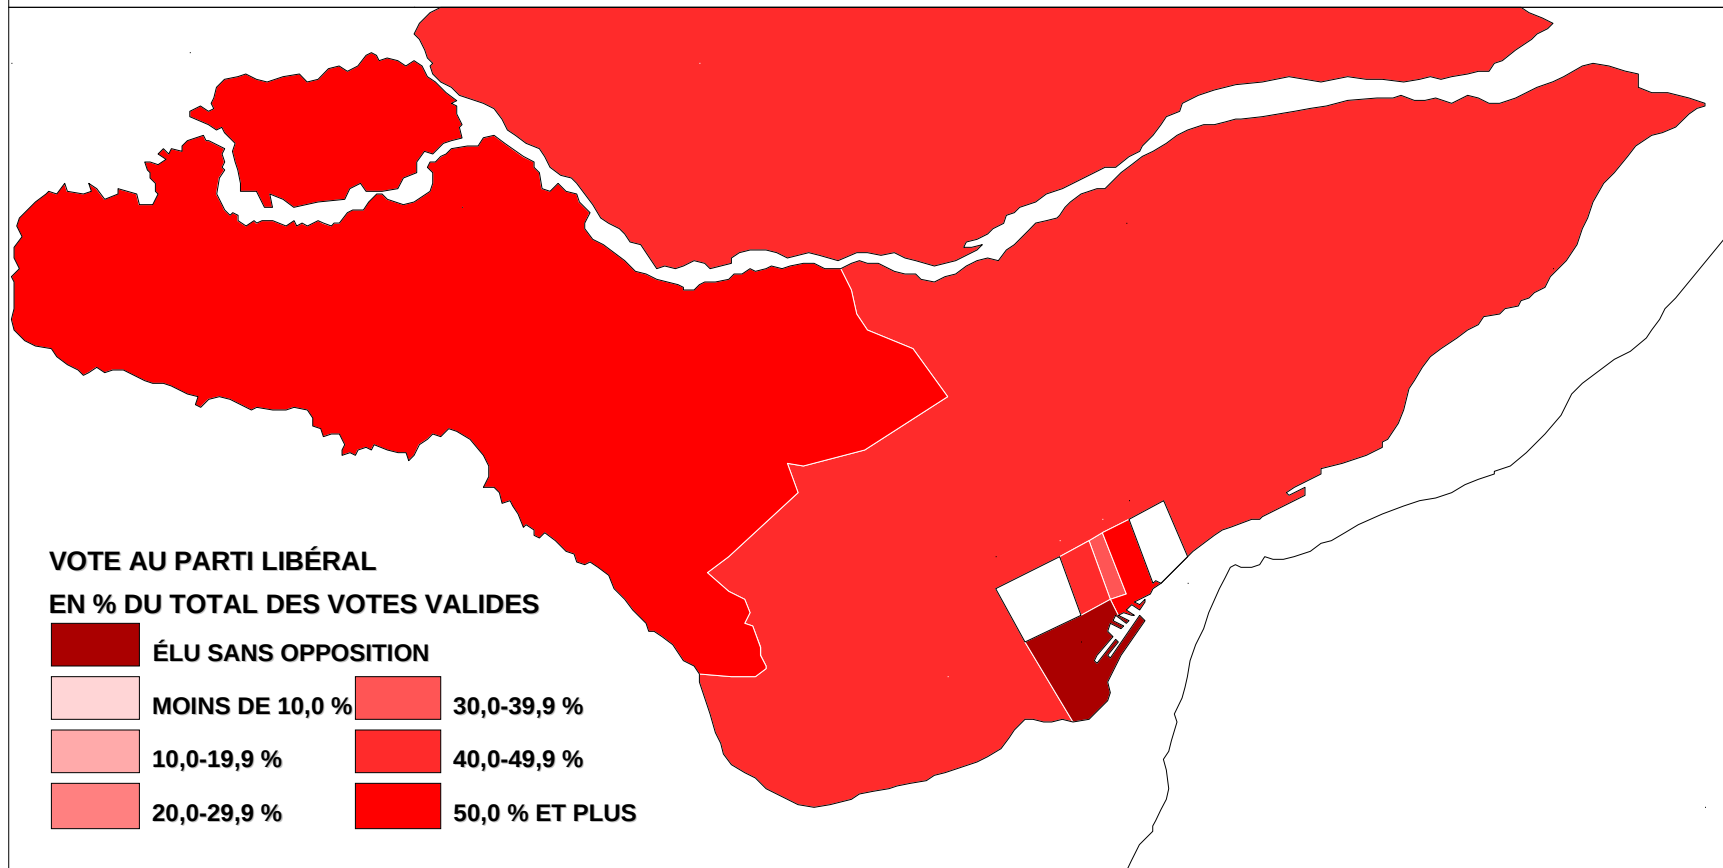 VOTE AU PARTI LIBÉRAL
EN % DU TOTAL DES VOTES VALIDES
ÉLU SANS OPPOSITION
MOINS DE 10,0 % 30,0-39,9 %
10,0-19,9 % 40,0-49,9 %
20,0-29,9 % 50,0 % ET PLUS